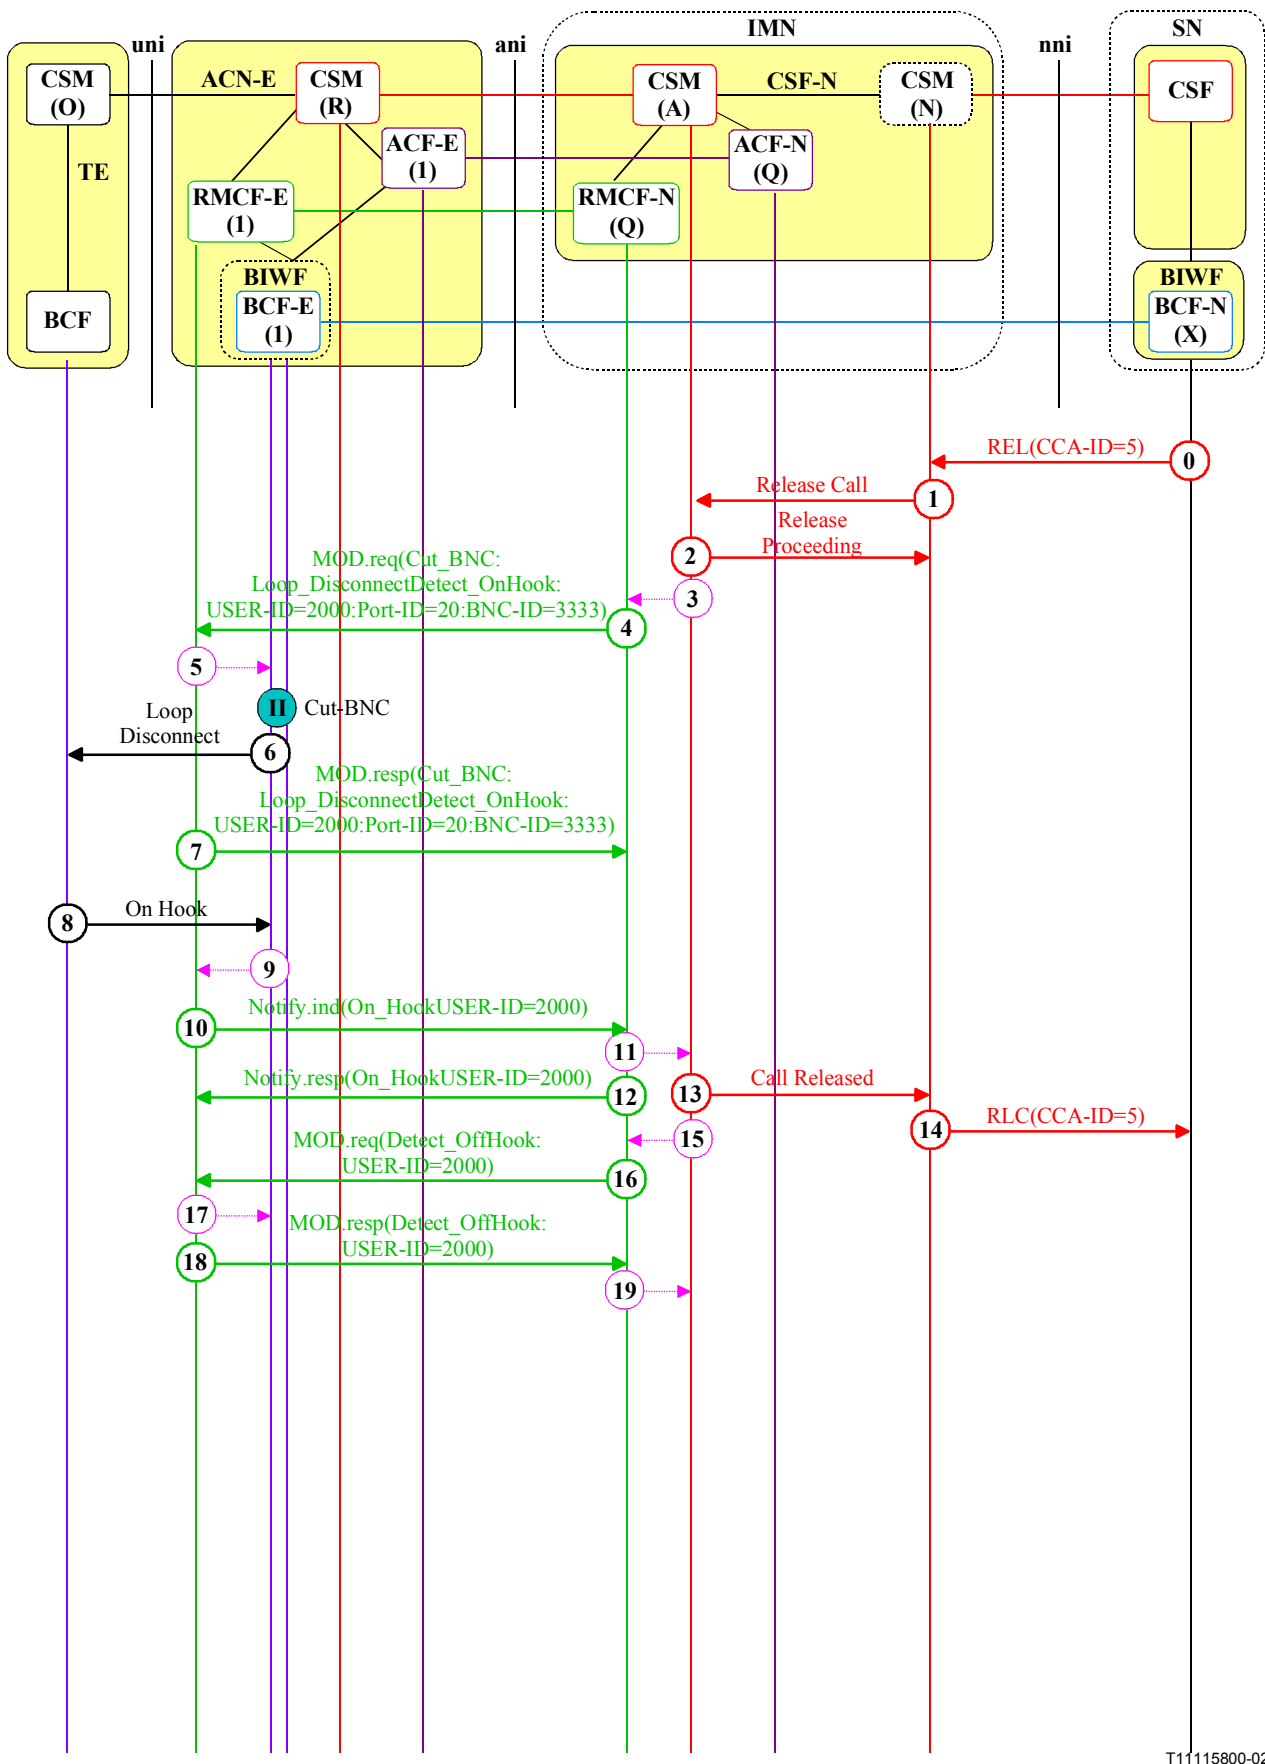 IMN
SN
uni
ani
nni
CSM
(O)
ACN-E
CSM
(R)
CSM
(A)
CSF-N
CSM
(N)
CSF
TE
ACF-E
(1)
ACF-N
(Q)
RMCF-E
(1)
RMCF-N
(Q)
BIWF
BIWF
BCF
BCF-E
(1)
BCF-N
(X)
REL(CCA-ID=5)
0
Release Call
1
Release
Proceeding
2
MOD.req(Cut_BNC:
Loop_DisconnectDetect_OnHook:
USER-ID=2000:Port-ID=20:BNC-ID=3333)
3
4
5
II
Cut-BNC
Loop
Disconnect
6
MOD.resp(Cut_BNC:
Loop_DisconnectDetect_OnHook:
USER-ID=2000:Port-ID=20:BNC-ID=3333)
7
8
On Hook
9
Notify.ind(On_HookUSER-ID=2000)
10
11
Notify.resp(On_HookUSER-ID=2000)
12
13
Call Released
14
RLC(CCA-ID=5)
15
MOD.req(Detect_OffHook:
USER-ID=2000)
16
17
MOD.resp(Detect_OffHook:
USER-ID=2000)
18
19
T11115800-02